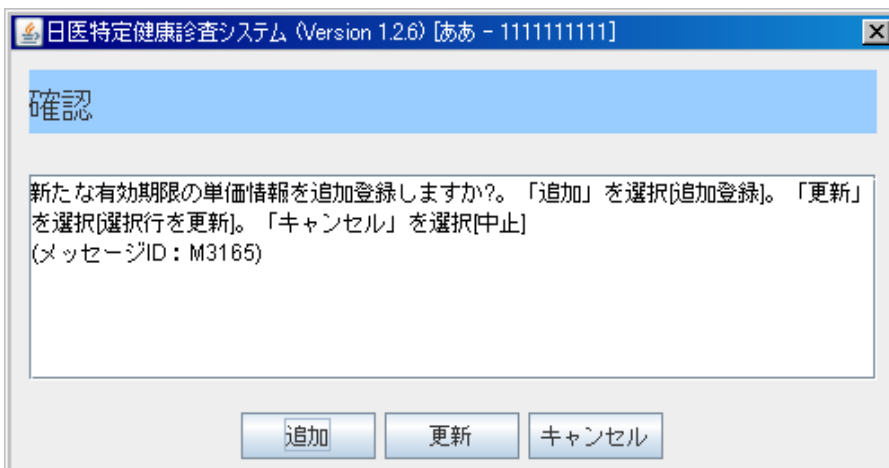 日医特定健康診査システム (Version 1.2.6) [ああ - 1111111111]
確認
新たな有効期限の単価情報を追加登録しますか?。「追加」を選択[追加登録]。「更新」
を選択[選択行を更新]。「キャンセル」を選択[中止]
(メッセージID：M3165)
追加 更新 キャンセル